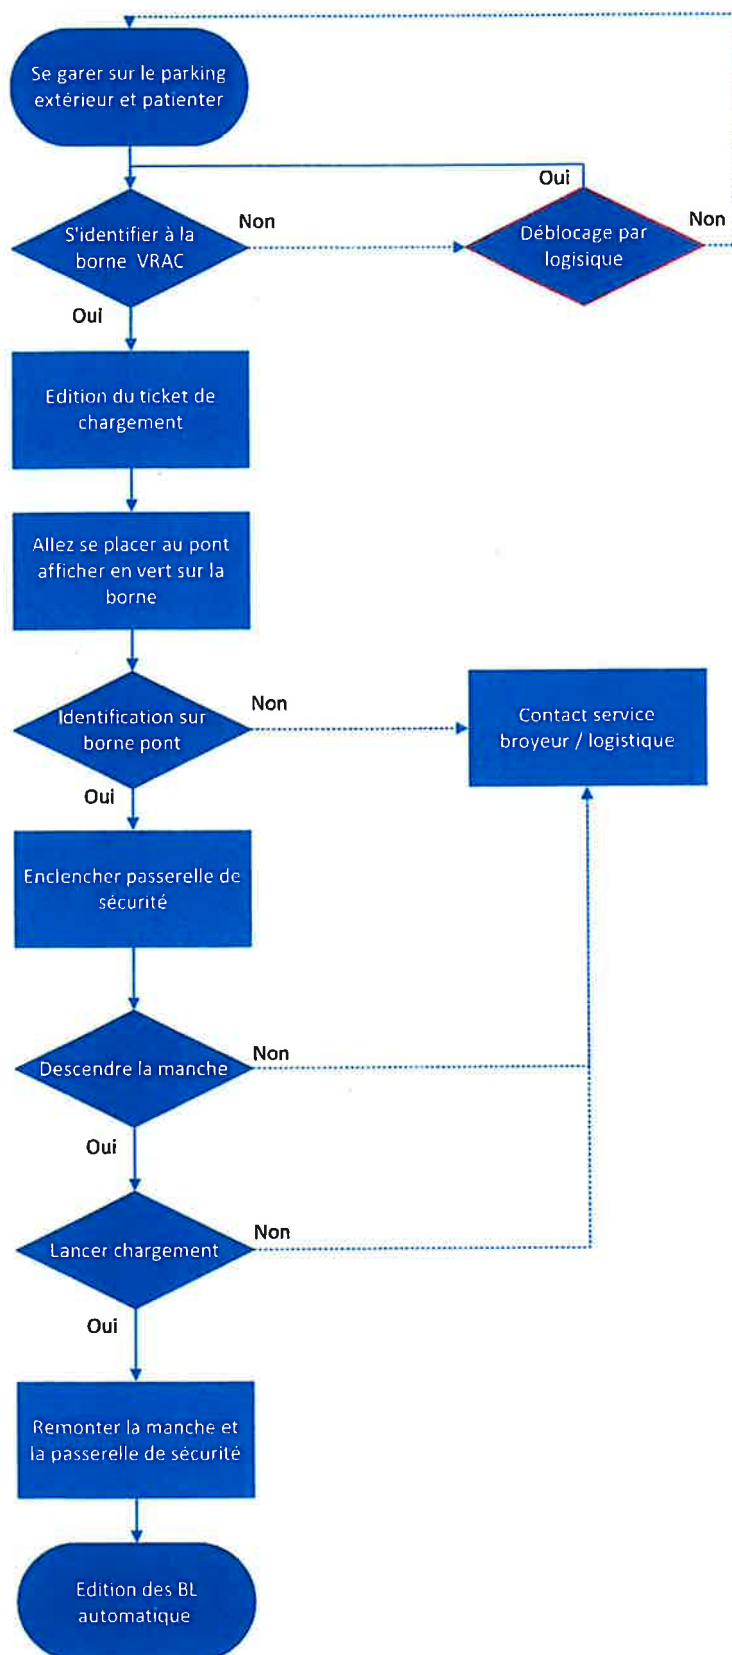 Se garer sur le parking
extérieur et patienter
Oui
S'identifier à la
borne VRAC
Non
Déblocage par
logisique
Non
Oui
Edition du ticket de
chargement
Allez se placer au pont
afficher en vert sur la
borne
Identification sur
borne pont
Non
Contact service
broyeur / logistique
Oui
Enclencher passerelle de
sécurité
Descendre la manche
Non
Oui
Lancer chargement
Non
Oui
Remonter la manche et
la passerelle de sécurité
Edition des BL
automatique